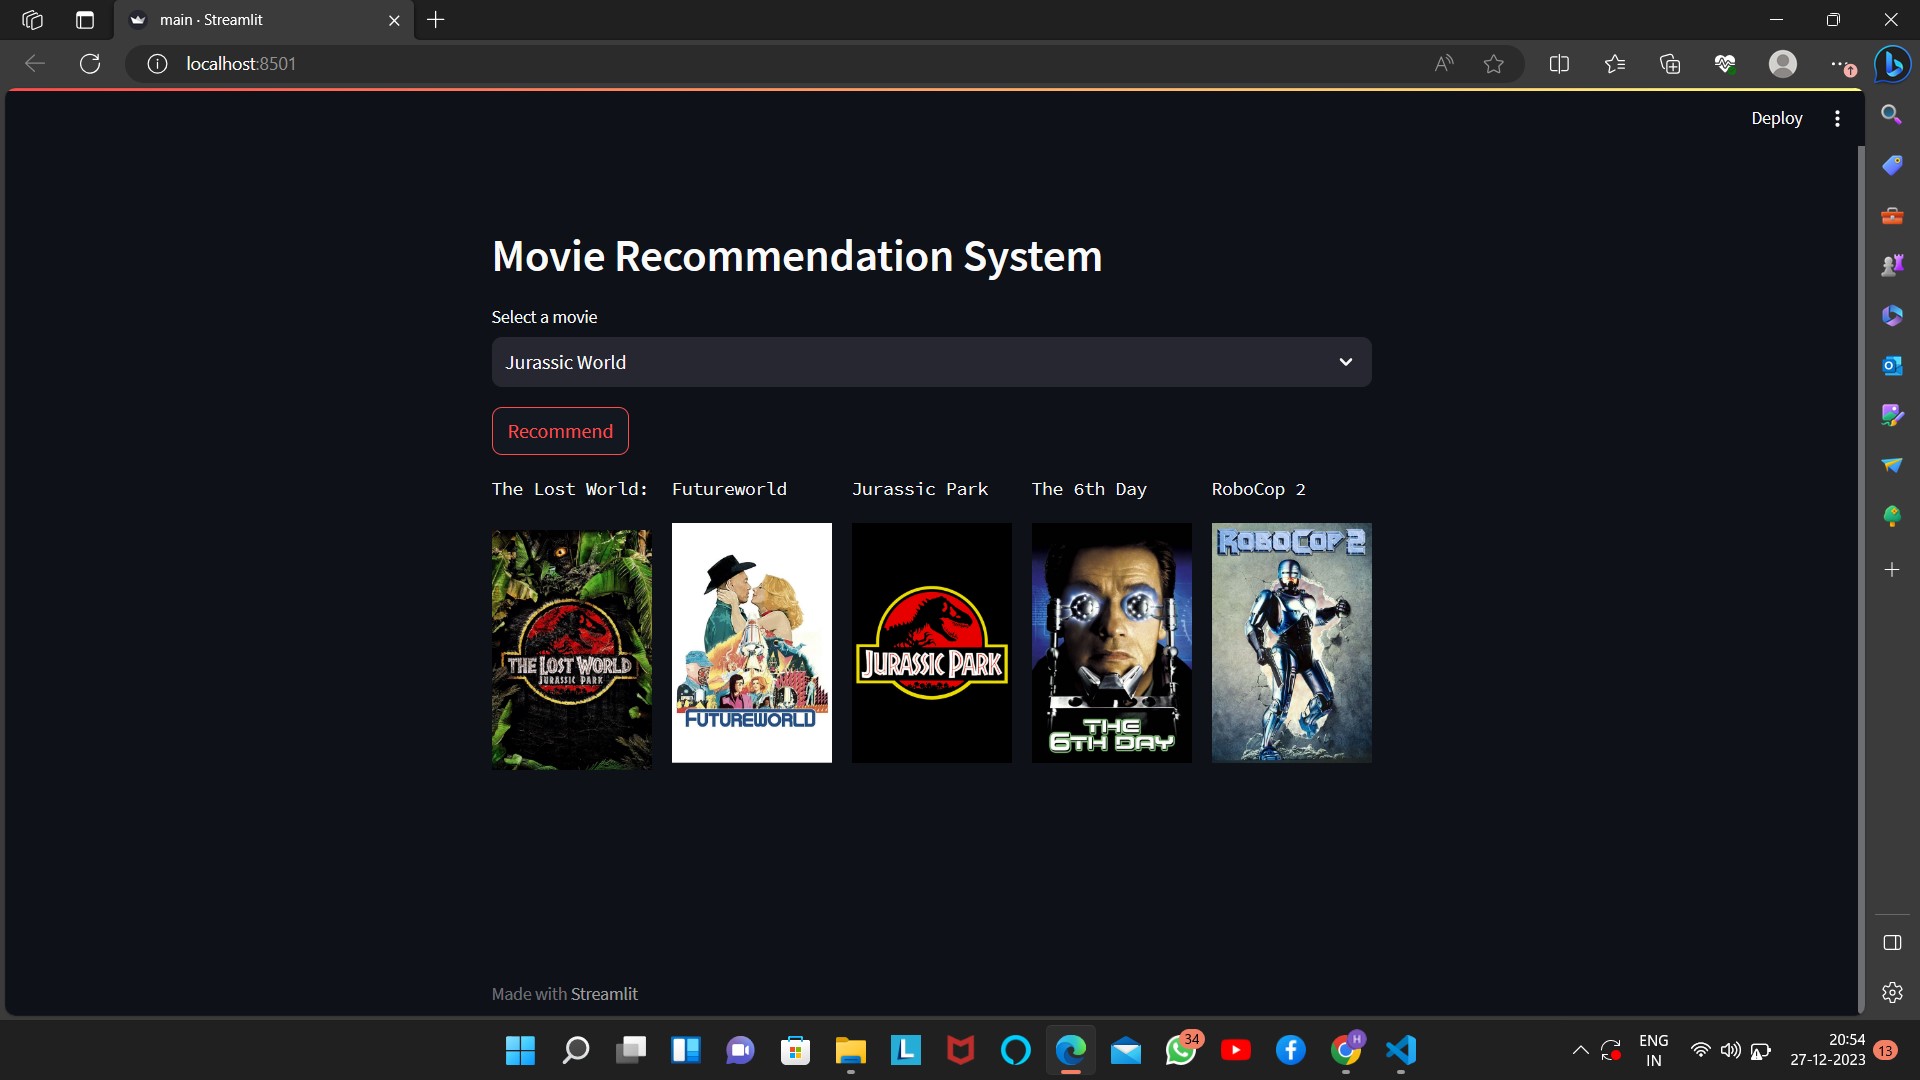 main · Streamlit
localhost:8501
Deploy
Movie Recommendation System
Select a movie
Jurassic World
Recommend
The Lost World: Futureworld Jurassic Park The 6th Day RoboCop 2
THE LOST WORLD
JURASSIC PARK
FUTUREWORLD
JURASSIC PARK
THE
6TH DAY
ROBOCOP 2
Made with Streamlit
34
H
ENG
IN
20:54
27-12-2023
13